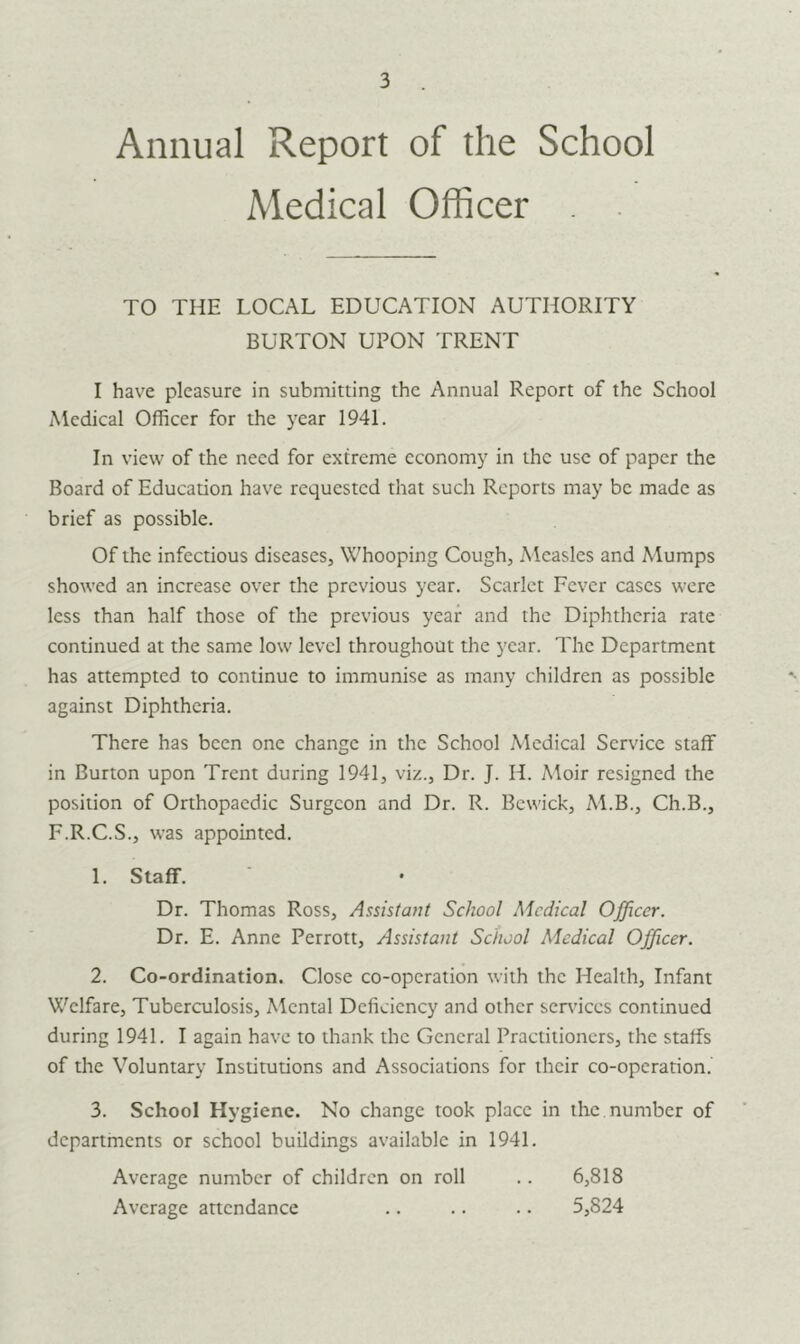 3
Annual Report of the School
Medical Officer
TO THE LOCAL EDUCATION AUTHORITY
BURTON UPON TRENT
I have pleasure in submitting the Annual Report of the School
Medical Officer for the year 1941.
In view of the need for extreme economy in the use of paper the
Board of Education have requested that such Reports may be made as
brief as possible.
Of the infectious diseases, Whooping Cough, Measles and Mumps
showed an increase over the previous year. Scarlet Fever cases were
less than half those of the previous year and the Diphtheria rate
continued at the same low level throughout the year. The Department
has attempted to continue to immunise as many children as possible
against Diphtheria.
There has been one change in the School Medical Service staff
in Burton upon Trent during 1941, viz., Dr. J. H. Moir resigned the
position of Orthopaedic Surgeon and Dr. R. Bewick, M.B., Ch.B.,
F.R.C.S., was appointed.
1. Staff.
Dr. Thomas Ross, Assistant School Medical Officer.
Dr. E. Anne Perrott, Assistant School Medical Officer.
2. Co-ordination. Close co-operation with the Health, Infant
Welfare, Tuberculosis, Mental Deficiency and other services continued
during 1941. I again have to thank the General Practitioners, the staffs
of the Voluntary Institutions and Associations for their co-operation.
3. School Hygiene. No change took place in the number of
departments or school buildings available in 1941.
Average number of children on roll .. 6,818
Average attendance .. .. .. 5,824